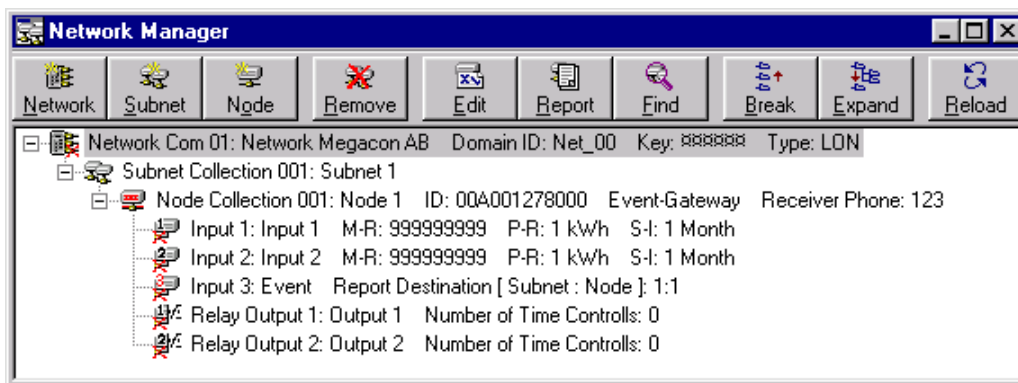 Network Manager
Network Subnet Node Remove Edit Report Find Break Expand Reload
Network Com 01: Network Megacon AB Domain ID: Net_00 Key: ¤¤¤¤¤¤ Type: LON
Subnet Collection 001: Subnet 1
Node Collection 001: Node 1 ID: 00A001278000 Event-Gateway Receiver Phone: 123
Input 1: Input 1 M-R: 999999999 P-R: 1 kWh S-I: 1 Month
Input 2: Input 2 M-R: 999999999 P-R: 1 kWh S-I: 1 Month
Input 3: Event Report Destination [ Subnet : Node ]: 1:1
Relay Output 1: Output 1 Number of Time Controlls: 0
Relay Output 2: Output 2 Number of Time Controlls: 0